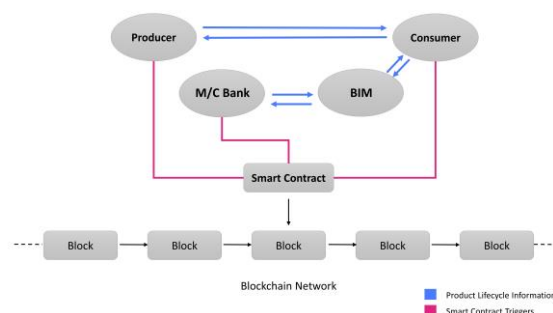 Producer
Consumer
M/C Bank
BIM
Smart Contract
Block
Block
Block
Block
Block
Blockchain Network
Product Lifecycle Information
Smart Contract Triggers